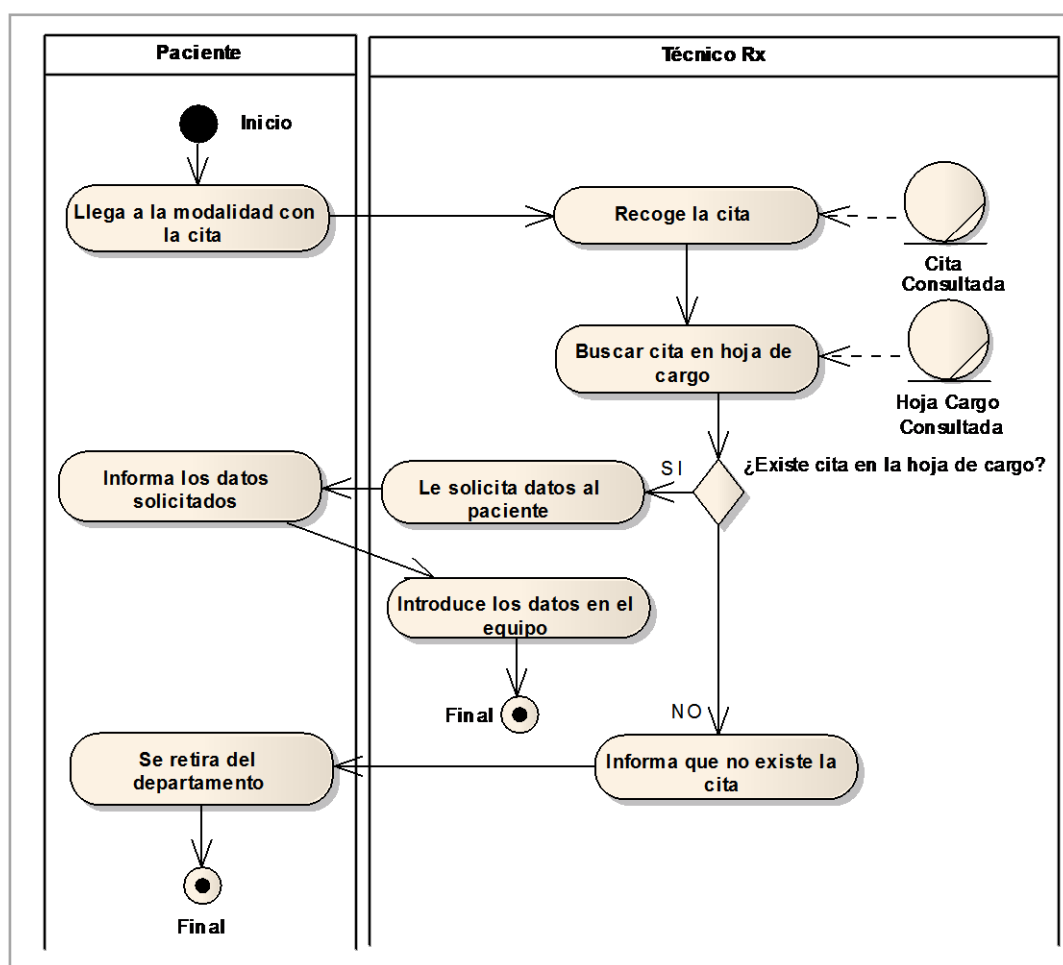 Paciente
Técnico Rx
Inicio
Llega a la modalidad con
la cita
Recoge la cita
Cita
Consultada
Buscar cita en hoja de
cargo
Hoja Cargo
Consultada
¿Existe cita en la hoja de cargo?
SI
Le solicita datos al
paciente
Informa los datos
solicitados
Introduce los datos en el
equipo
Final
NO
Informa que no existe la
cita
Se retira del
departamento
Final